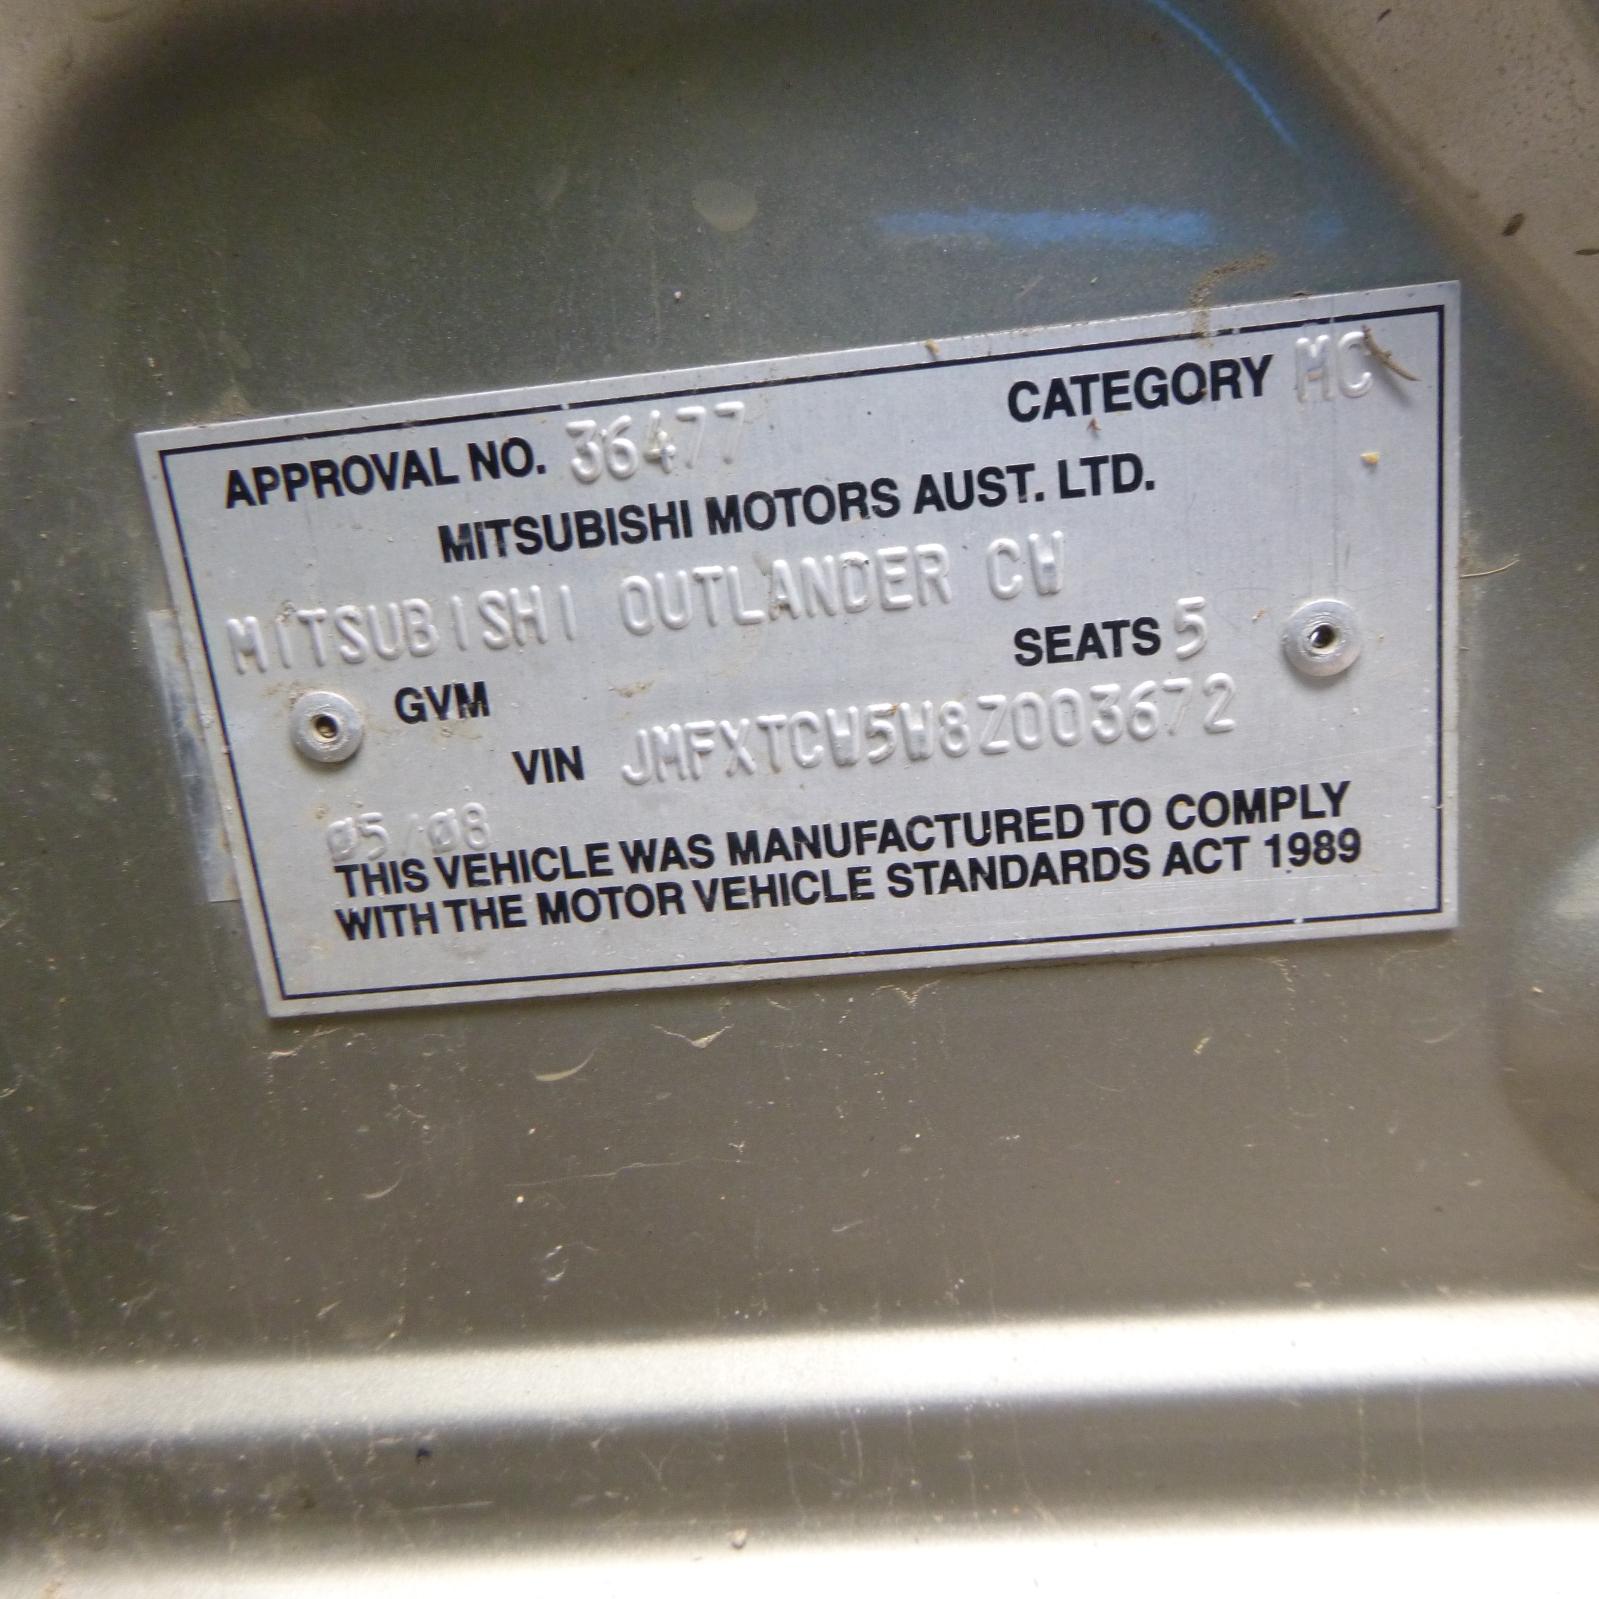 APPROVAL NO. 36477 CATEGORY MC
MITSUBISHI MOTORS AUST. LTD.
MITSUBISHI OUTLANDER CW
SEATS 5
GVM
VIN JMFXTCW5W8Z003672
05/08
THIS VEHICLE WAS MANUFACTURED TO COMPLY
WITH THE MOTOR VEHICLE STANDARDS ACT 1989